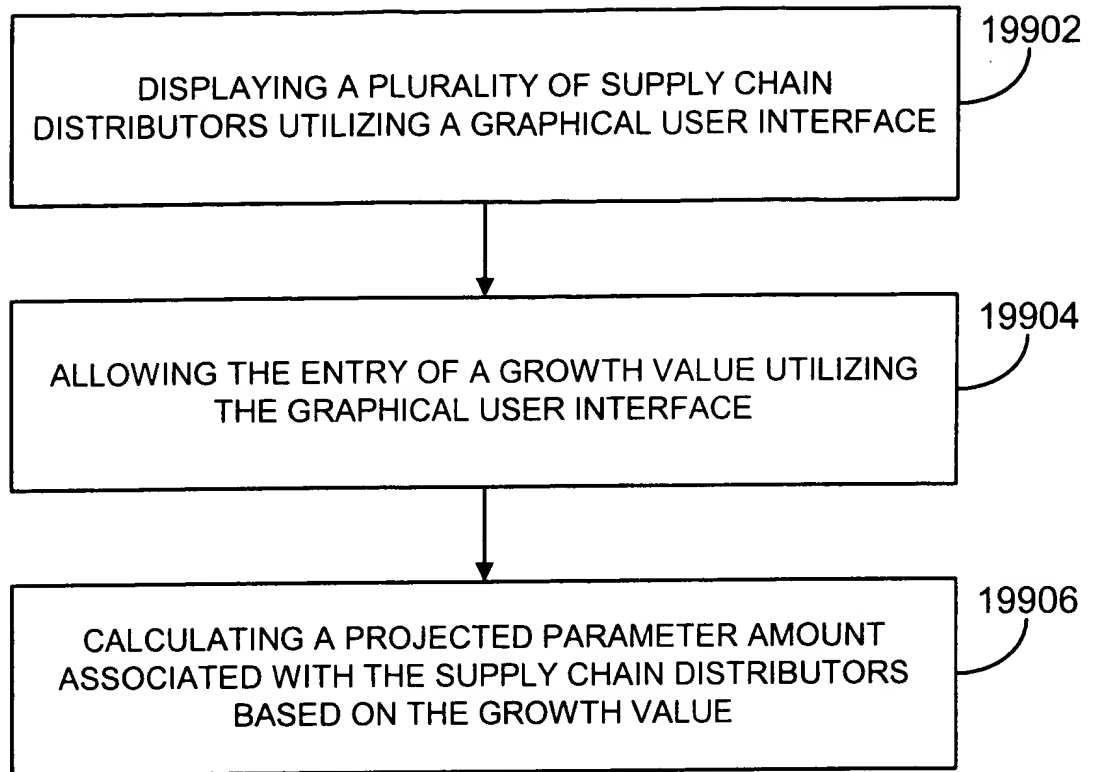 19902
DISPLAYING A PLURALITY OF SUPPLY CHAIN
DISTRIBUTORS UTILIZING A GRAPHICAL USER INTERFACE
19904
ALLOWING THE ENTRY OF A GROWTH VALUE UTILIZING
THE GRAPHICAL USER INTERFACE
19906
CALCULATING A PROJECTED PARAMETER AMOUNT
ASSOCIATED WITH THE SUPPLY CHAIN DISTRIBUTORS
BASED ON THE GROWTH VALUE